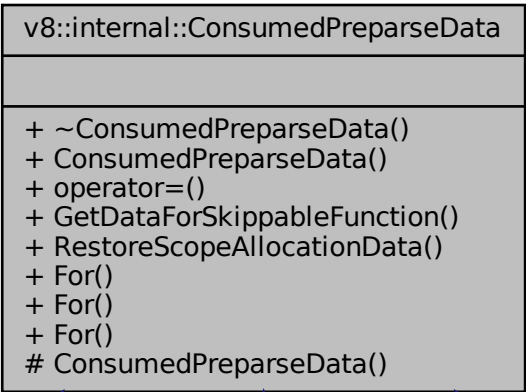 v8::internal::ConsumedPreparseData
+ ~ConsumedPreparseData()
+ ConsumedPreparseData()
+ operator=()
+ GetDataForSkippableFunction()
+ RestoreScopeAllocationData()
+ For()
+ For()
+ For()
# ConsumedPreparseData()